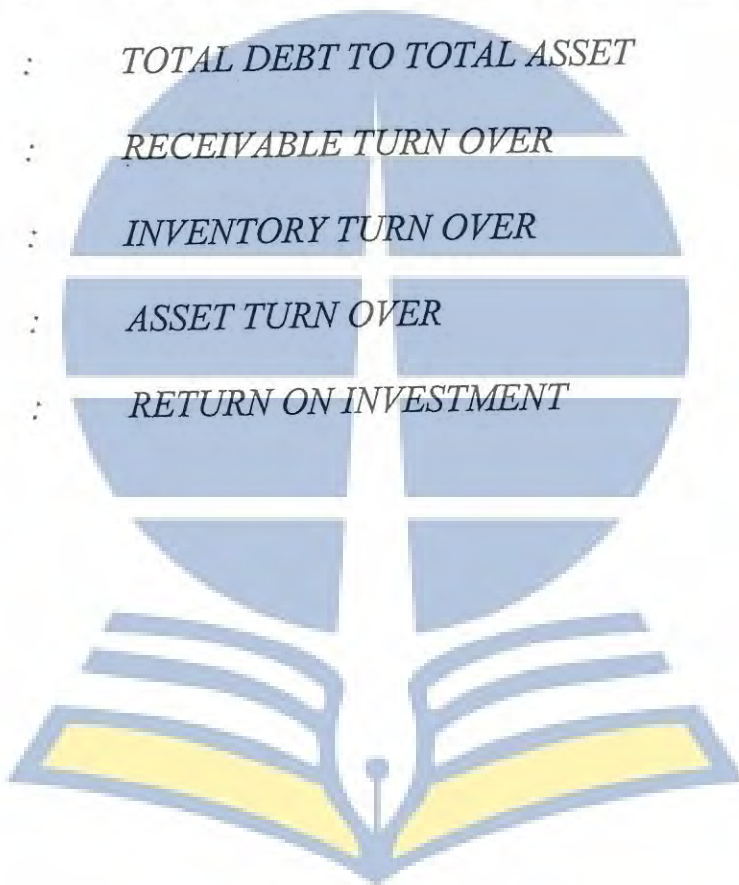 : TOTAL DEBT TO TOTAL ASSET
: RECEIVABLE TURN OVER
: INVENTORY TURN OVER
: ASSET TURN OVER
: RETURN ON INVESTMENT